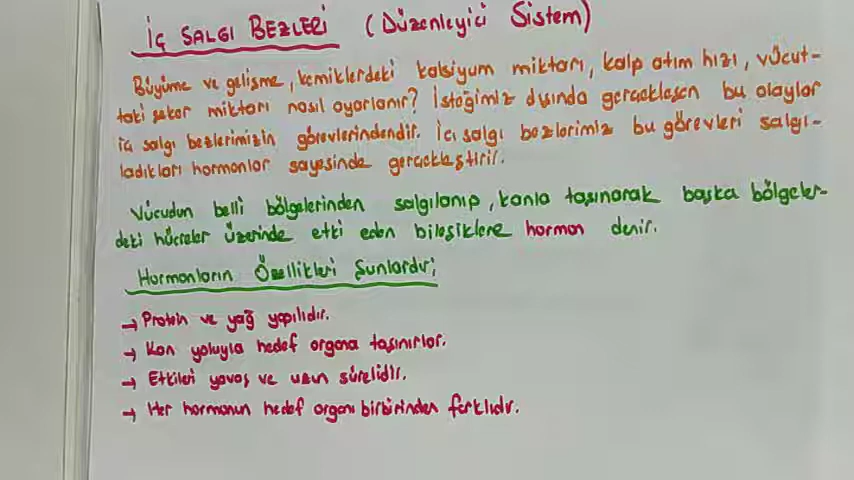 İÇ SALGI BEZLERİ (Düzenleyici Sistem)
Büyüme ve gelişme, kemiklerdeki kalsiyum miktarı, kalp atım hızı, vücut-
taki şeker miktarı nasıl ayarlanır? İsteğimiz dışında gerçekleşen bu olaylar
iç salgı bezlerimizin görevlerindendir. İç salgı bezlerimiz bu görevleri salgı-
ladıkları hormonlar sayesinde gerçekleştirir.
Vücudun belli bölgelerinden salgılanıp, kanla taşınarak başka bölgeler-
deki hücreler üzerinde etki eden bileşiklere hormon denir.
Hormonların Özellikleri Şunlardır;
→ Protein ve yağ yapılıdır.
→ Kan yoluyla hedef organa taşınırlar.
→ Etkileri yavaş ve uzun sürelidir.
→ Her hormonun hedef organı birbirinden farklıdır.